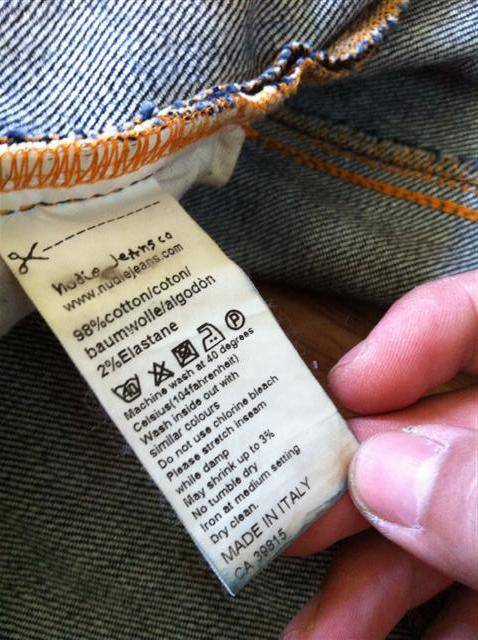 nudie jeans co
www.nudiejeans.com
98%cotton/coton/
baumwolle/algodòn
2%Elastane
40
P
Machine wash at 40 degrees
Celsius(104fahrenheit)
Wash inside out with
similar colours
Do not use chlorine bleach
Please stretch inseam
while damp
May shrink up to 3%
No tumble dry
Iron at medium setting
Dry clean.
MADE IN ITALY
CA 39815